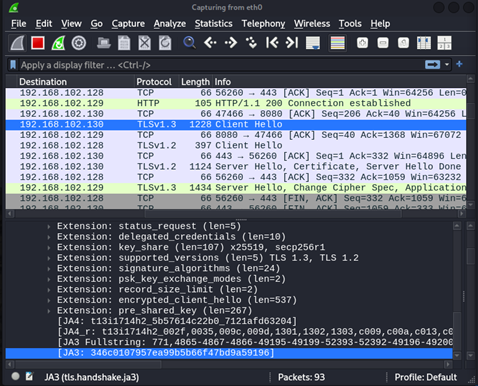 Capturing from eth0
File Edit View Go Capture Analyze Statistics Telephony Wireless Tools Help
Apply a display filter ... <Ctrl-/>
Destination Protocol Length Info
192.168.102.128 TCP 66 56260 → 443 [ACK] Seq=1 Ack=1 Win=64256 Len=0
192.168.102.129 HTTP 105 HTTP/1.1 200 Connection established
192.168.102.130 TCP 66 47466 → 8080 [ACK] Seq=206 Ack=40 Win=64256 L
192.168.102.130 TLSv1.3 1228 Client Hello
192.168.102.129 TCP 66 8080 → 47466 [ACK] Seq=40 Ack=1368 Win=67072
192.168.102.128 TLSv1.2 397 Client Hello
192.168.102.130 TCP 66 443 → 56260 [ACK] Seq=1 Ack=332 Win=64896 Len
192.168.102.130 TLSv1.2 1124 Server Hello, Certificate, Server Hello Done
192.168.102.128 TCP 66 56260 → 443 [ACK] Seq=332 Ack=1059 Win=63232
192.168.102.129 TLSv1.3 1434 Server Hello, Change Cipher Spec, Application
192.168.102.128 TCP 66 56260 → 443 [FIN, ACK] Seq=332 Ack=1059 Win=6
192.168.102.130 TCP 66 443 → 56260 [FIN, ACK] Seq=1059 Ack=333 Win=6
Extension: status_request (len=5)
Extension: delegated_credentials (len=10)
Extension: key_share (len=107) x25519, secp256r1
Extension: supported_versions (len=5) TLS 1.3, TLS 1.2
Extension: signature_algorithms (len=24)
Extension: psk_key_exchange_modes (len=2)
Extension: record_size_limit (len=2)
Extension: encrypted_client_hello (len=537)
Extension: pre_shared_key (len=267)
[JA4: t13i1714h2_5b57614c22b0_7121afd63204]
[JA4_r: t13i1714h2_002f,0035,009c,009d,1301,1302,1303,c009,c00a,c013,c0
[JA3 Fullstring: 771,4865-4867-4866-49195-49199-52393-52392-49196-49200
[JA3: 346c0107957ea99b5b66f47bd9a59196]
JA3 (tls.handshake.ja3) Packets: 93 Profile: Default